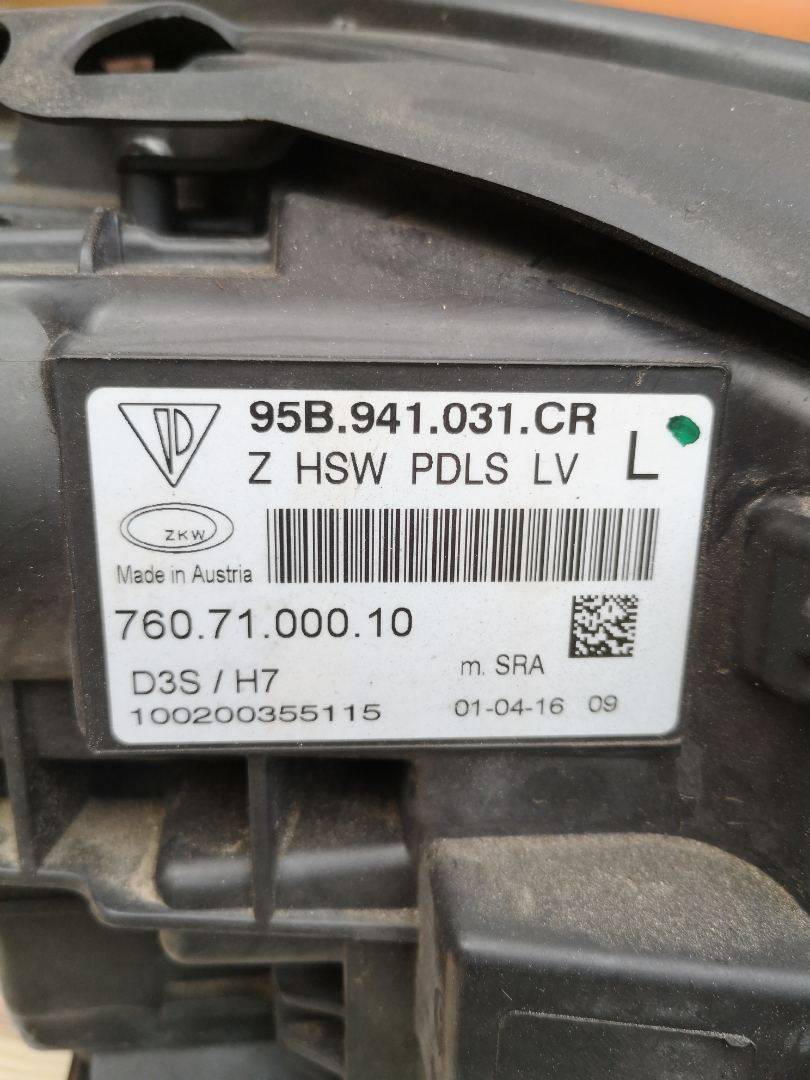 95B.941.031.CR
Z HSW PDLS LV L
ZKW
Made in Austria
760.71.000.10
D3S / H7
m. SRA
100200355115
01-04-16 09